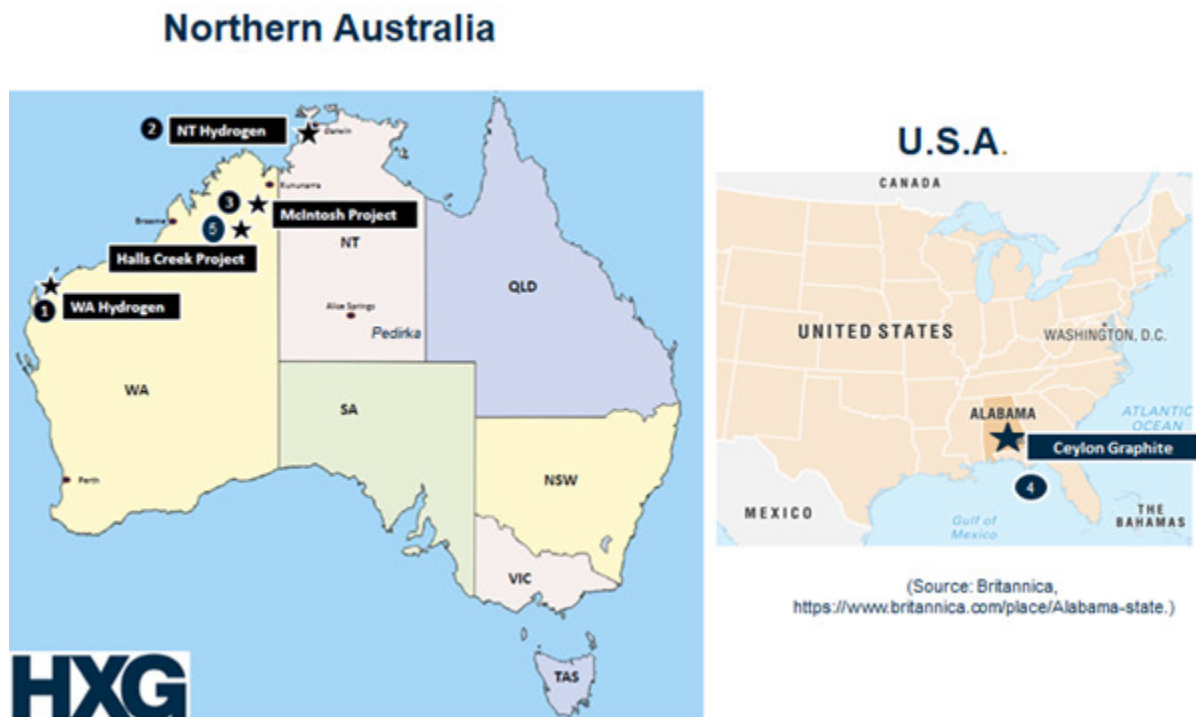 Northern Australia
2 NT Hydrogen
Darwin
Kununurra
3
McIntosh Project
Broome
5
Halls Creek Project
NT
1 WA Hydrogen
QLD
Alice Springs
Pedirka
WA
SA
NSW
Perth
VIC
TAS
HXG
U.S.A.
CANADA
UNITED STATES
WASHINGTON, D.C.
ALABAMA
ATLANTIC
OCEAN
Ceylon Graphite
4
MEXICO
Gulf of
Mexico
THE
BAHAMAS
(Source: Britannica,
https://www.britannica.com/place/Alabama-state.)